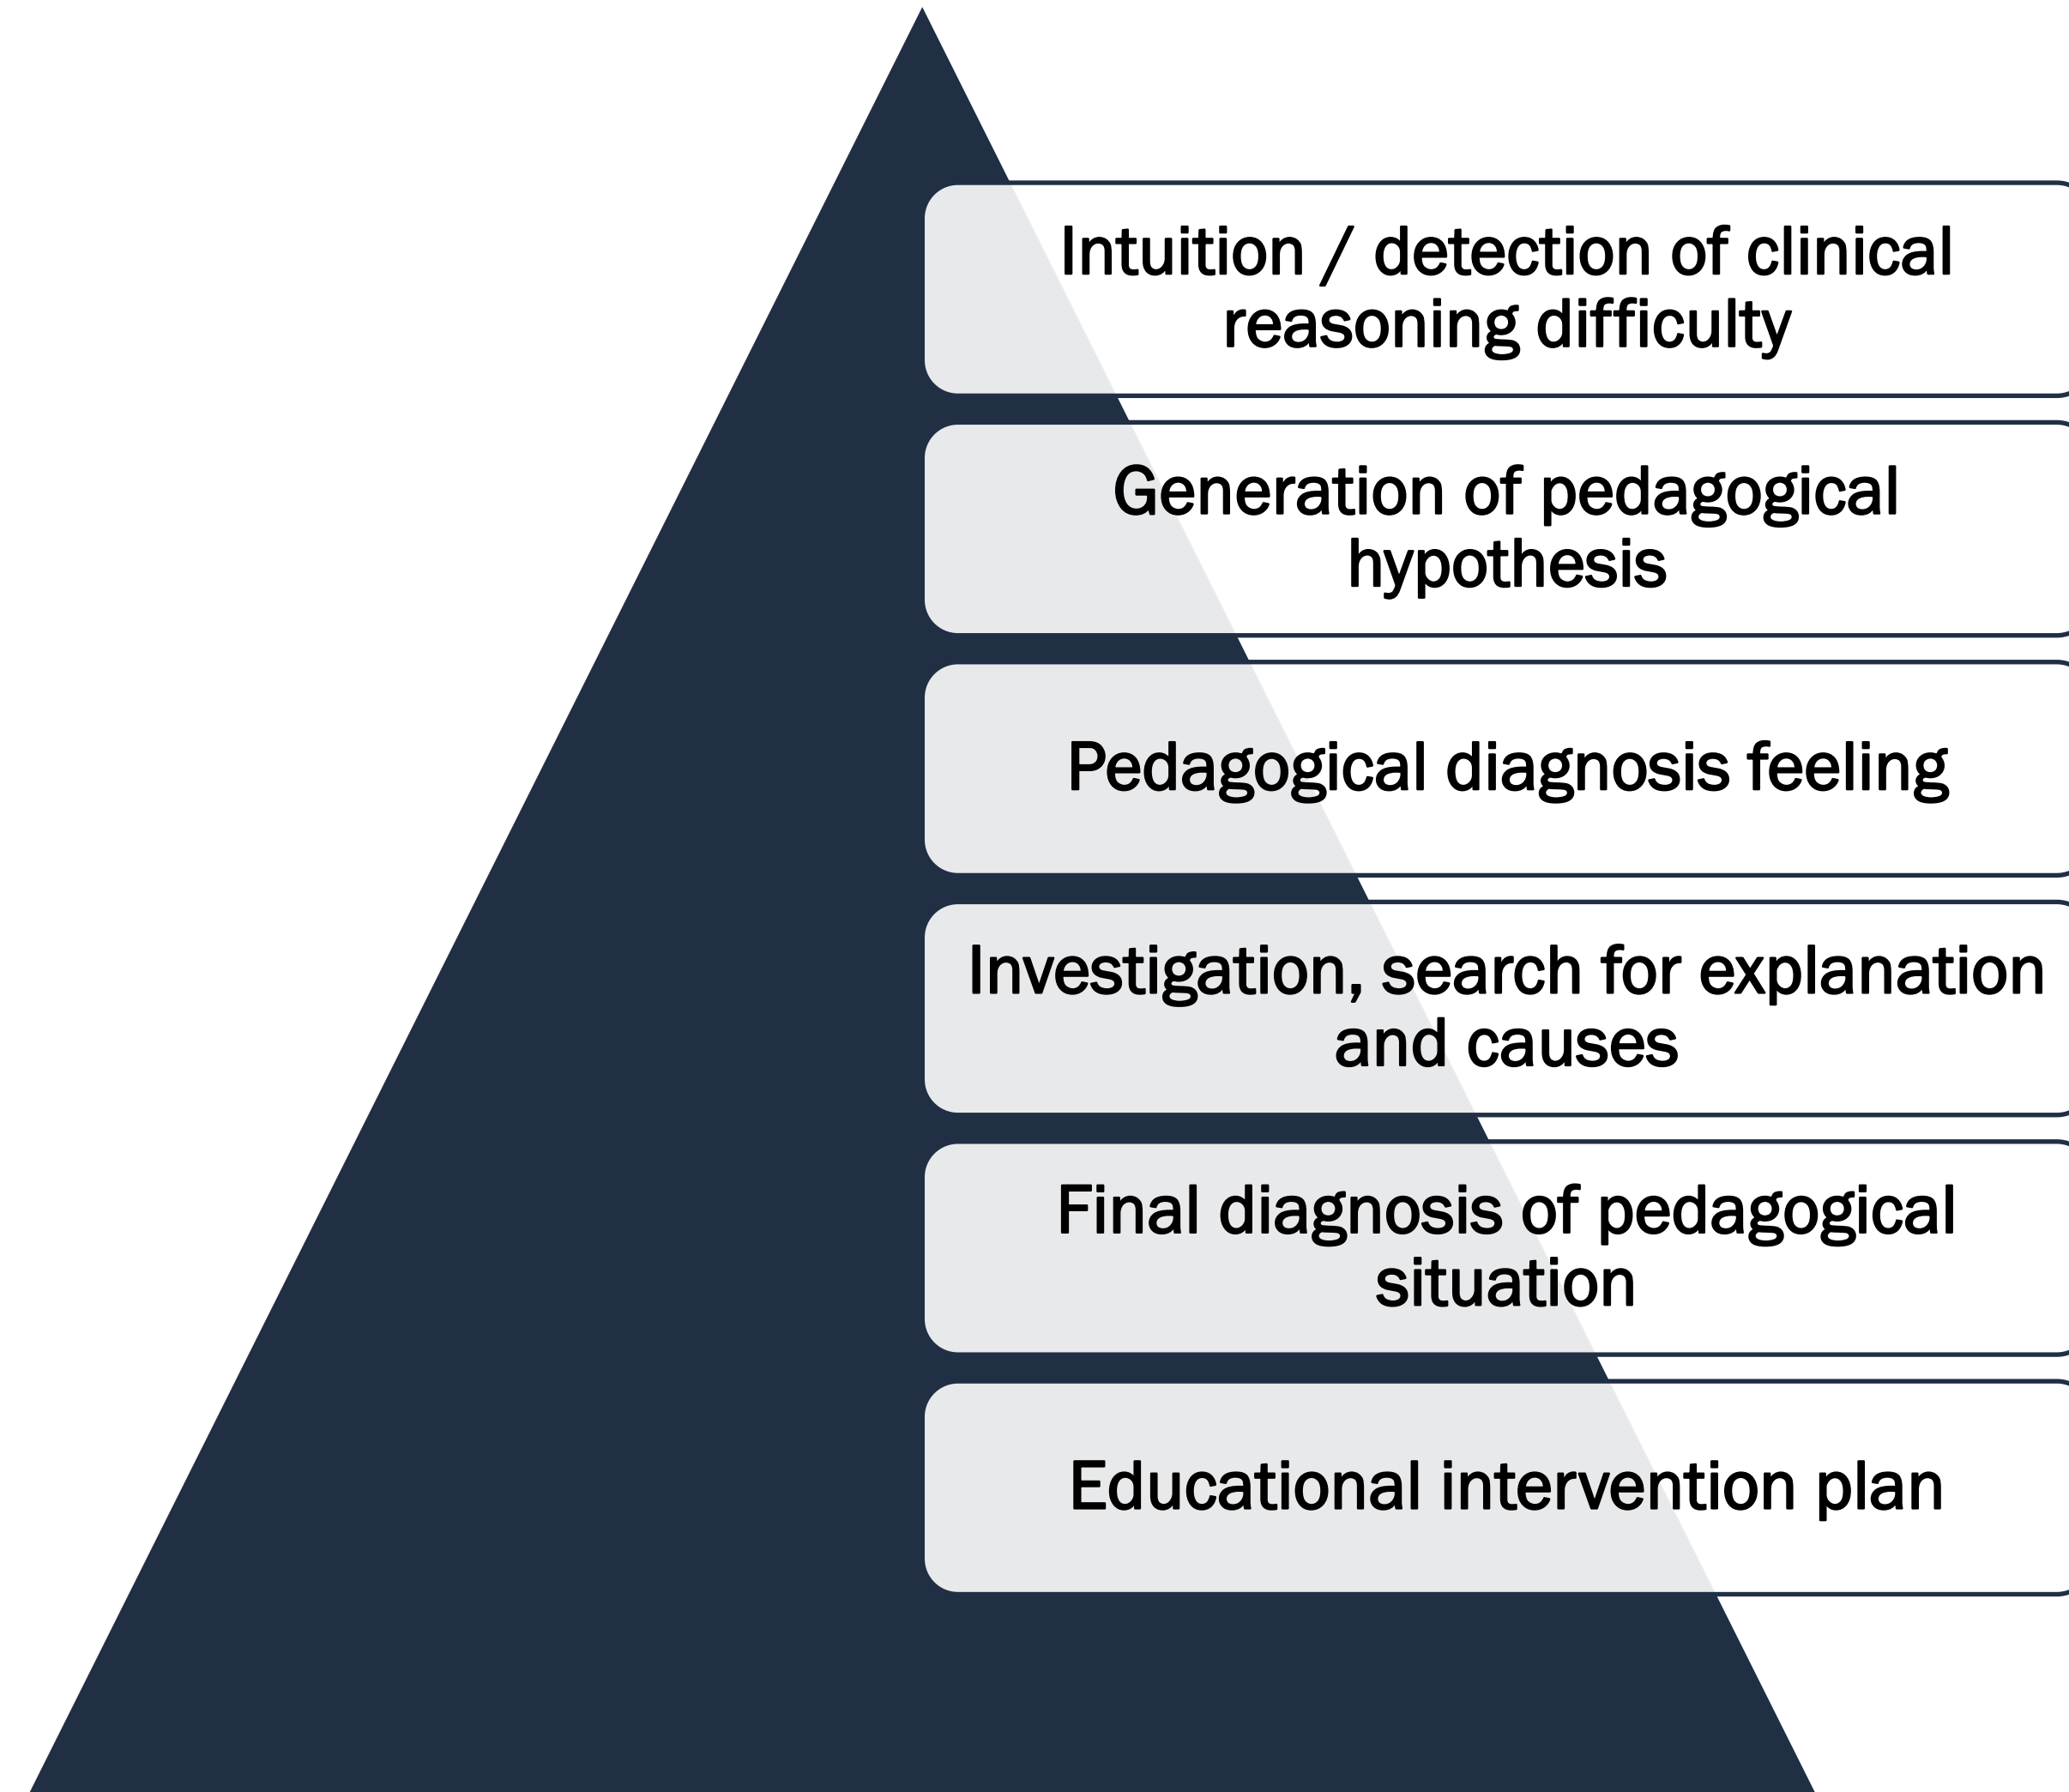 Intuition / detection of clinical
reasoning difficulty
Generation of pedagogical
hypothesis
Pedagogical diagnosis feeling
Investigation, search for explanation
and causes
Final diagnosis of pedagogical
situation
Educational intervention plan